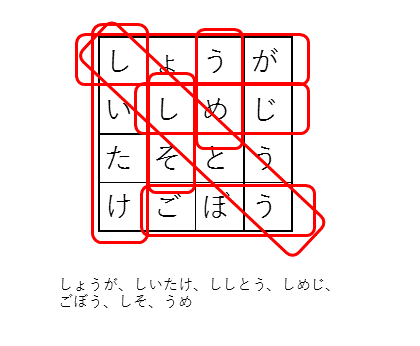 しょうが
いしめじ
たそとう
けごぼう
しょうが、しいたけ、ししとう、しめじ、
ごぼう、しそ、うめ